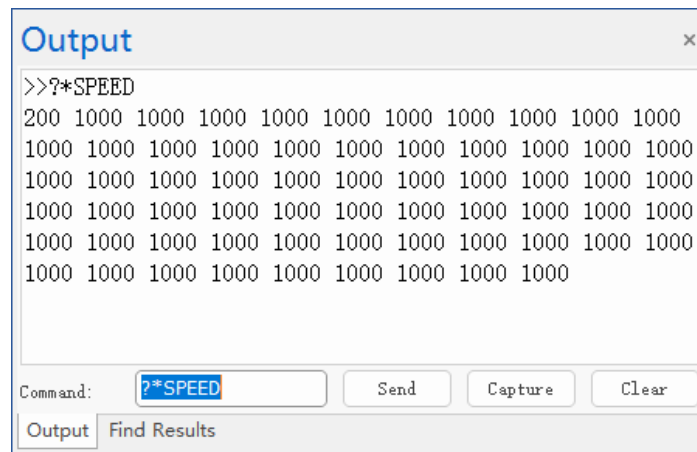 Output
>>?*SPEED
200 1000 1000 1000 1000 1000 1000 1000 1000 1000 1000
1000 1000 1000 1000 1000 1000 1000 1000 1000 1000 1000
1000 1000 1000 1000 1000 1000 1000 1000 1000 1000 1000
1000 1000 1000 1000 1000 1000 1000 1000 1000 1000 1000
1000 1000 1000 1000 1000 1000 1000 1000 1000 1000 1000
1000 1000 1000 1000 1000 1000 1000 1000 1000
Command: ?*SPEED Send Capture Clear
Output Find Results